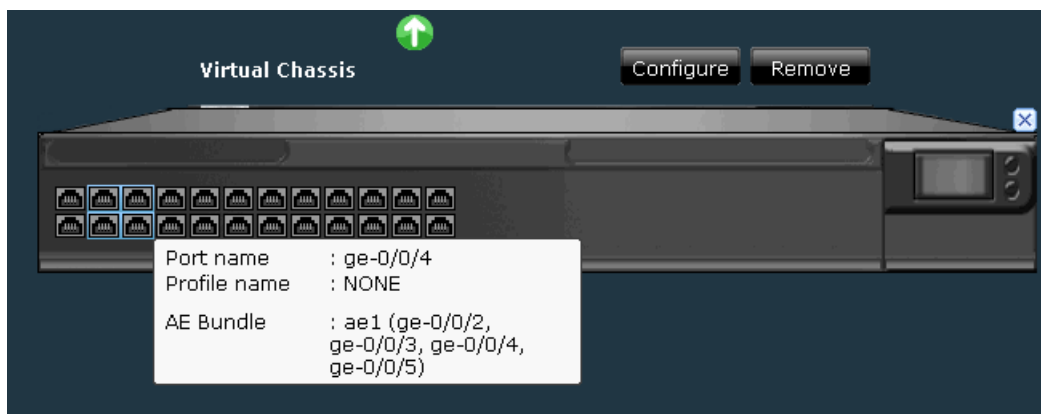 Virtual Chassis
Configure Remove
Port name : ge-0/0/4
Profile name : NONE
AE Bundle : ae1 (ge-0/0/2,
ge-0/0/3, ge-0/0/4,
ge-0/0/5)